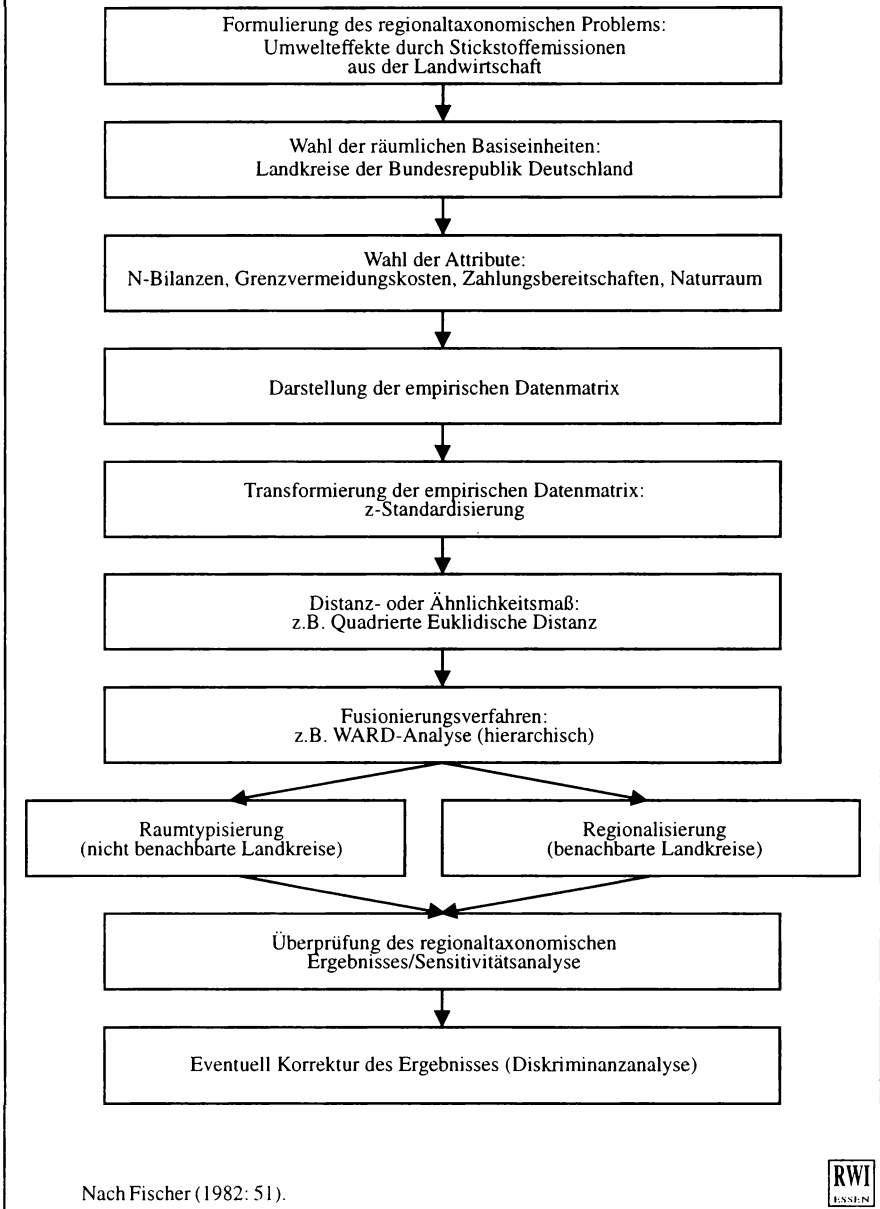 Formulierung des regionaltaxonomischen Problems:
Umwelteffekte durch Stickstoffemissionen
aus der Landwirtschaft
Wahl der räumlichen Basiseinheiten:
Landkreise der Bundesrepublik Deutschland
Wahl der Attribute:
N-Bilanzen, Grenzvermeidungskosten, Zahlungsbereitschaften, Naturraum
Darstellung der empirischen Datenmatrix
Transformierung der empirischen Datenmatrix:
z-Standardisierung
Distanz- oder Ähnlichkeitsmaß:
z.B. Quadrierte Euklidische Distanz
Fusionierungsverfahren:
z.B. WARD-Analyse (hierarchisch)
Raumtypisierung
(nicht benachbarte Landkreise)
Regionalisierung
(benachbarte Landkreise)
Überprüfung des regionaltaxonomischen
Ergebnisses/Sensitivitätsanalyse
Eventuell Korrektur des Ergebnisses (Diskriminanzanalyse)
Nach Fischer (1982: 51).
RWI
ESSEN